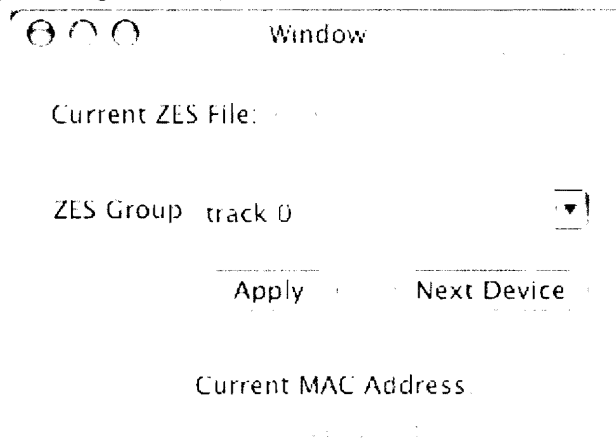 Window
Current ZES File:
ZES Group track 0
Apply Next Device
Current MAC Address